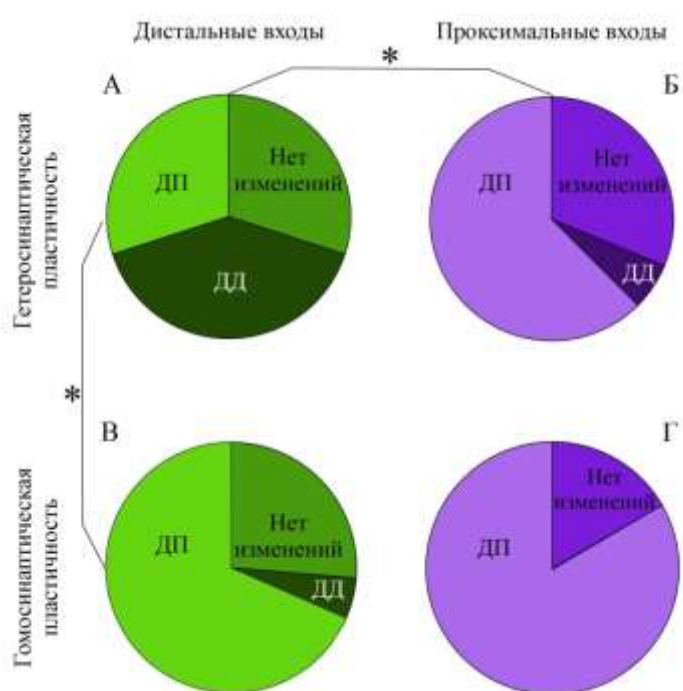 Дистальные входы
Проксимальные входы
*
А
Б
Гетеросинаптическая
пластичность
ДП
Нет
изменений
ДД
ДП
Нет
изменений
ДД
*
В
Г
Гомосинаптическая
пластичность
ДП
Нет
изменений
ДД
ДП
Нет
изменений